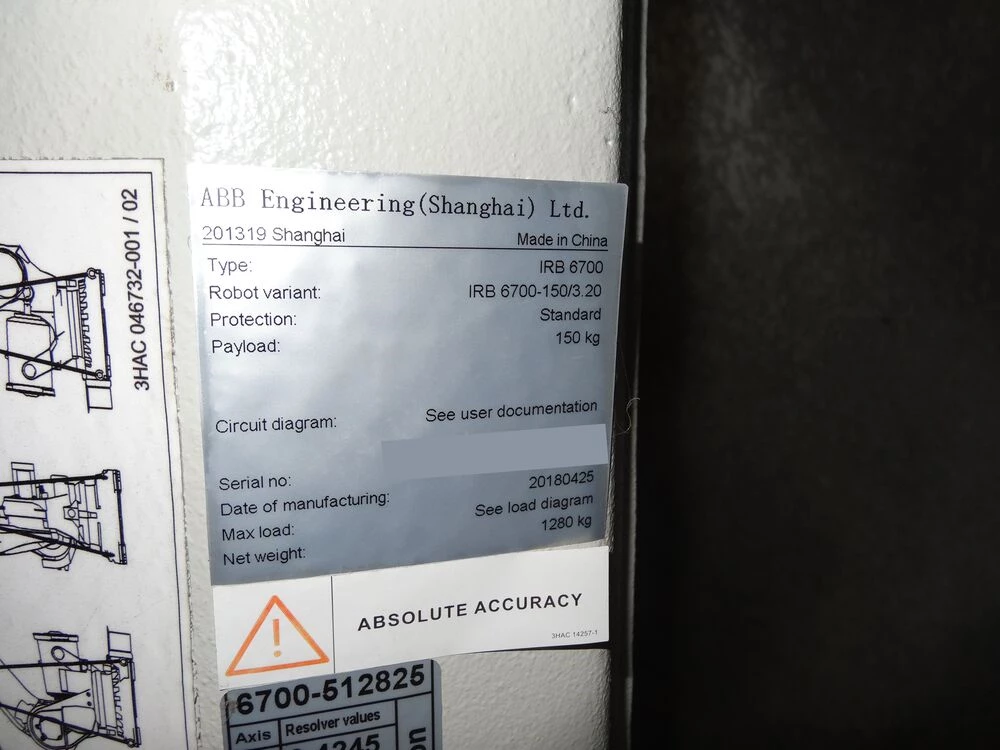 3HAC 046732-001 / 02
ABB Engineering(Shanghai) Ltd.
201319 Shanghai Made in China
Type: IRB 6700
Robot variant: IRB 6700-150/3.20
Protection: Standard
Payload: 150 kg
Circuit diagram: See user documentation
Serial no:
Date of manufacturing: 20180425
Max load: See load diagram
Net weight: 1280 kg
ABSOLUTE ACCURACY
3HAC 14257-1
6700-512825
Axis Resolver values